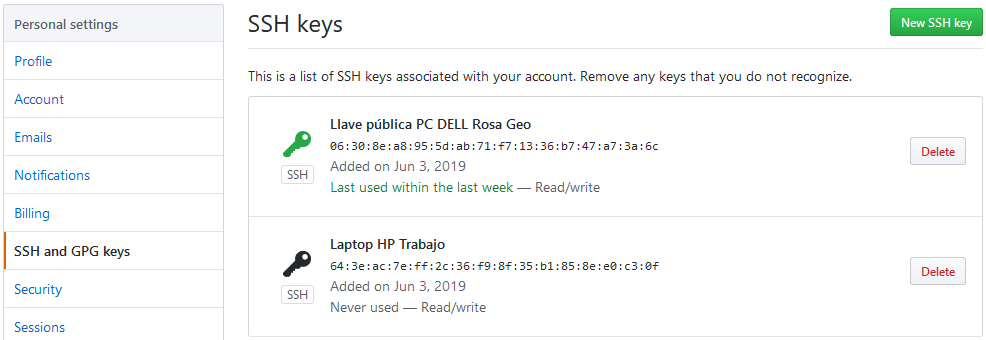 Personal settings
Profile
Account
Emails
Notifications
Billing
SSH and GPG keys
Security
Sessions
SSH keys
New SSH key
This is a list of SSH keys associated with your account. Remove any keys that you do not recognize.
Llave pública PC DELL Rosa Geo
06:30:8e:a8:95:5d:ab:71:f7:13:36:b7:47:a7:3a:6c
SSH
Added on Jun 3, 2019
Last used within the last week — Read/write
Delete
Laptop HP Trabajo
64:3e:ac:7e:ff:2c:36:f9:8f:35:b1:85:8e:e0:c3:0f
SSH
Added on Jun 3, 2019
Never used — Read/write
Delete